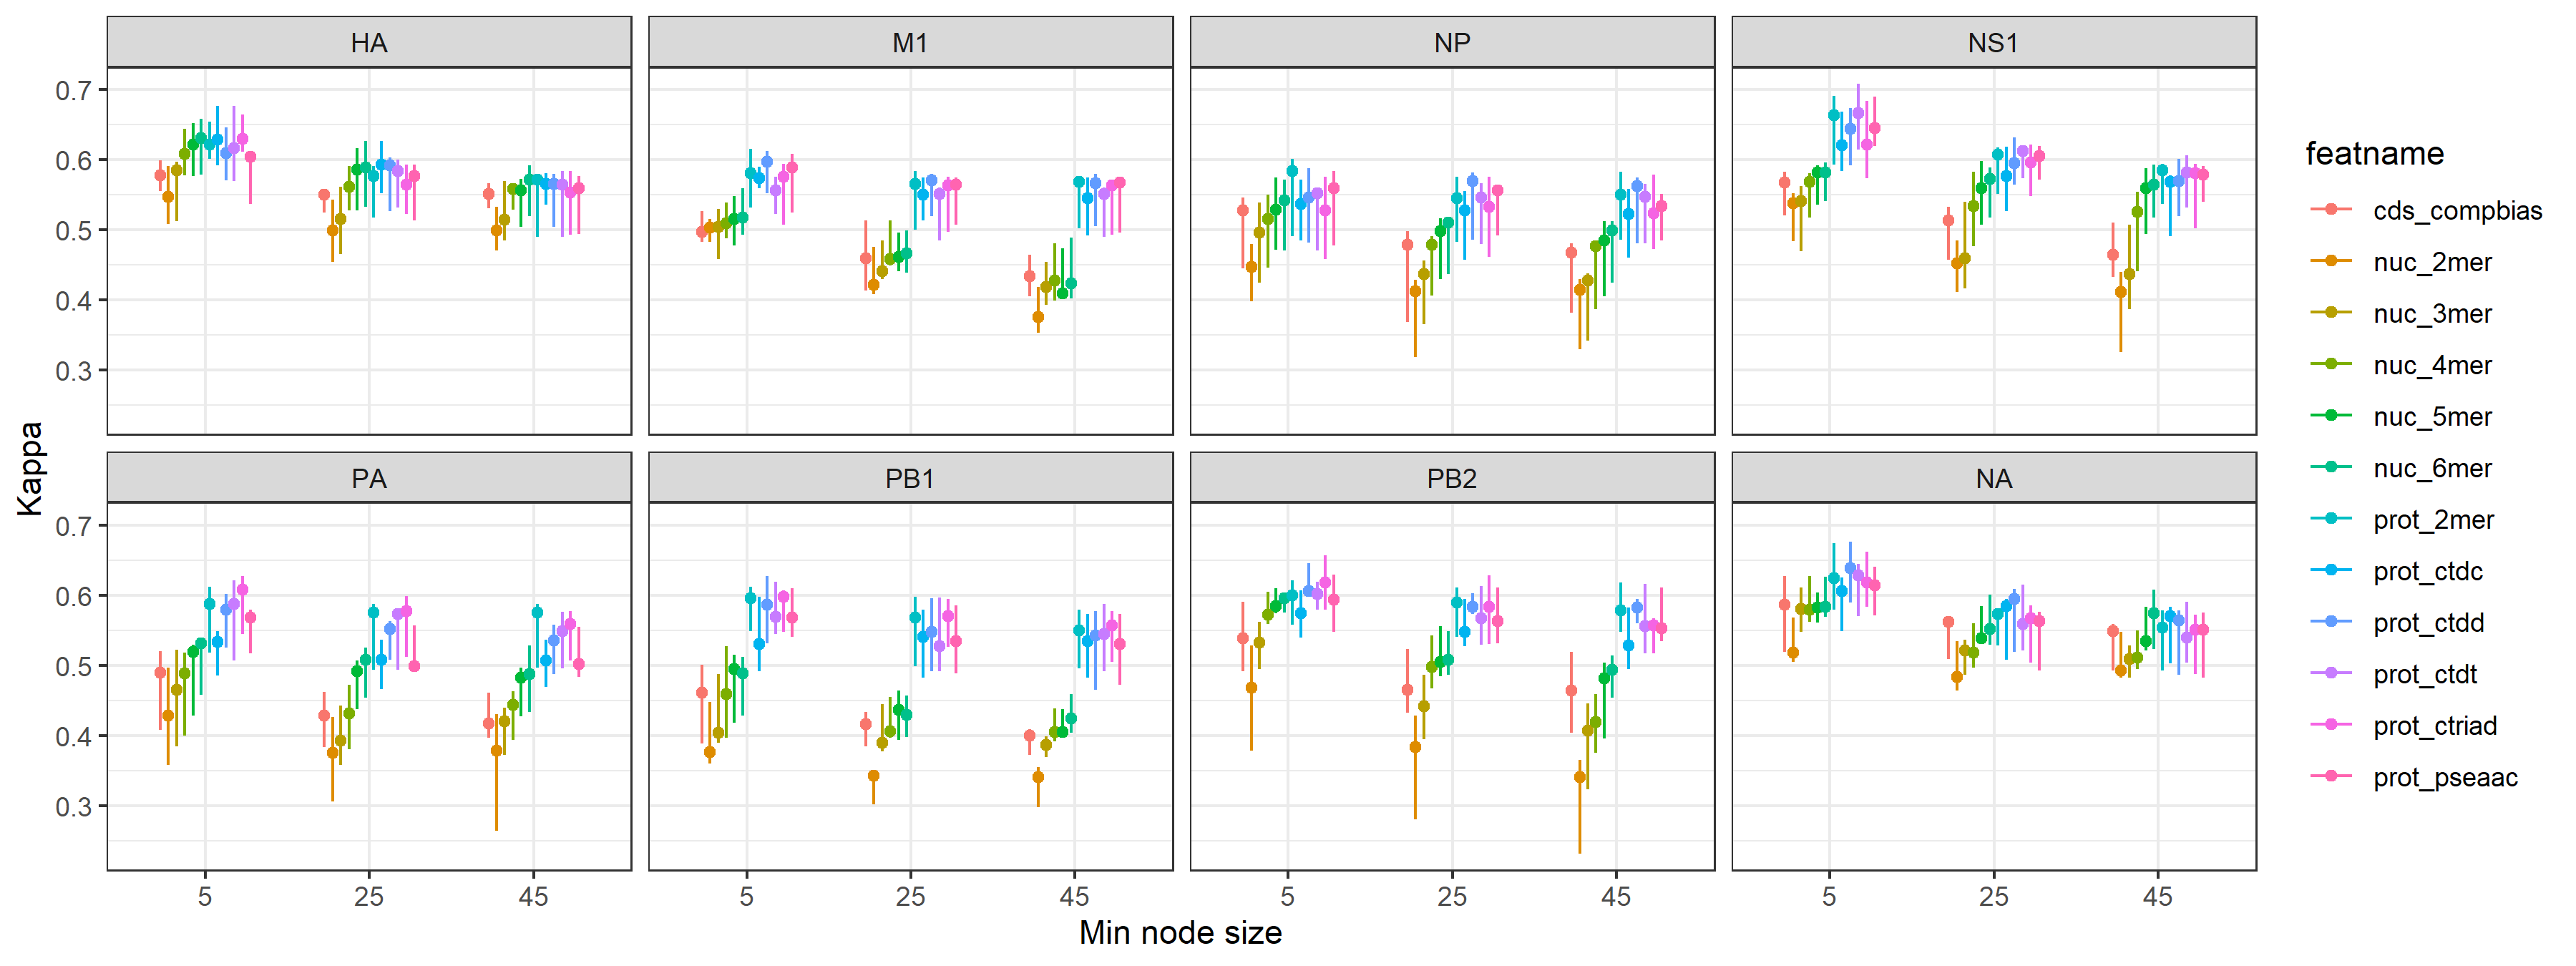 HA
M1
NP
NS1
0.7
0.6
0.5
0.4
0.3
PA
PB1
PB2
NA
0.7
0.6
0.5
0.4
0.3
5
25
45
5
25
45
5
25
45
5
25
45
Kappa
Min node size
featname
cds_compbias
nuc_2mer
nuc_3mer
nuc_4mer
nuc_5mer
nuc_6mer
prot_2mer
prot_ctdc
prot_ctdd
prot_ctdt
prot_ctriad
prot_pseaac